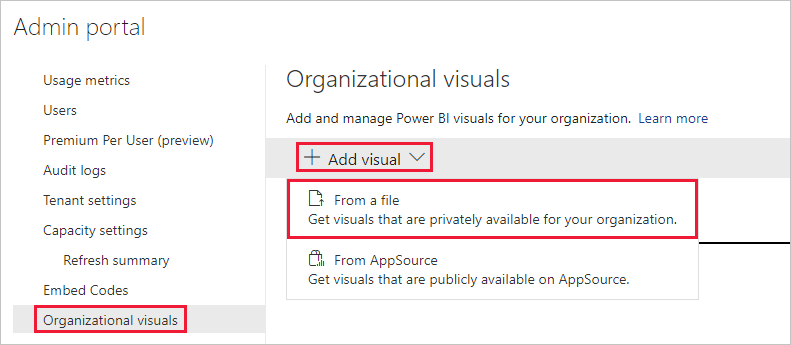 Admin portal
Usage metrics
Users
Premium Per User (preview)
Audit logs
Tenant settings
Capacity settings
Refresh summary
Embed Codes
Organizational visuals
Organizational visuals
Add and manage Power BI visuals for your organization. Learn more
+ Add visual
From a file
Get visuals that are privately available for your organization.
From AppSource
Get visuals that are publicly available on AppSource.